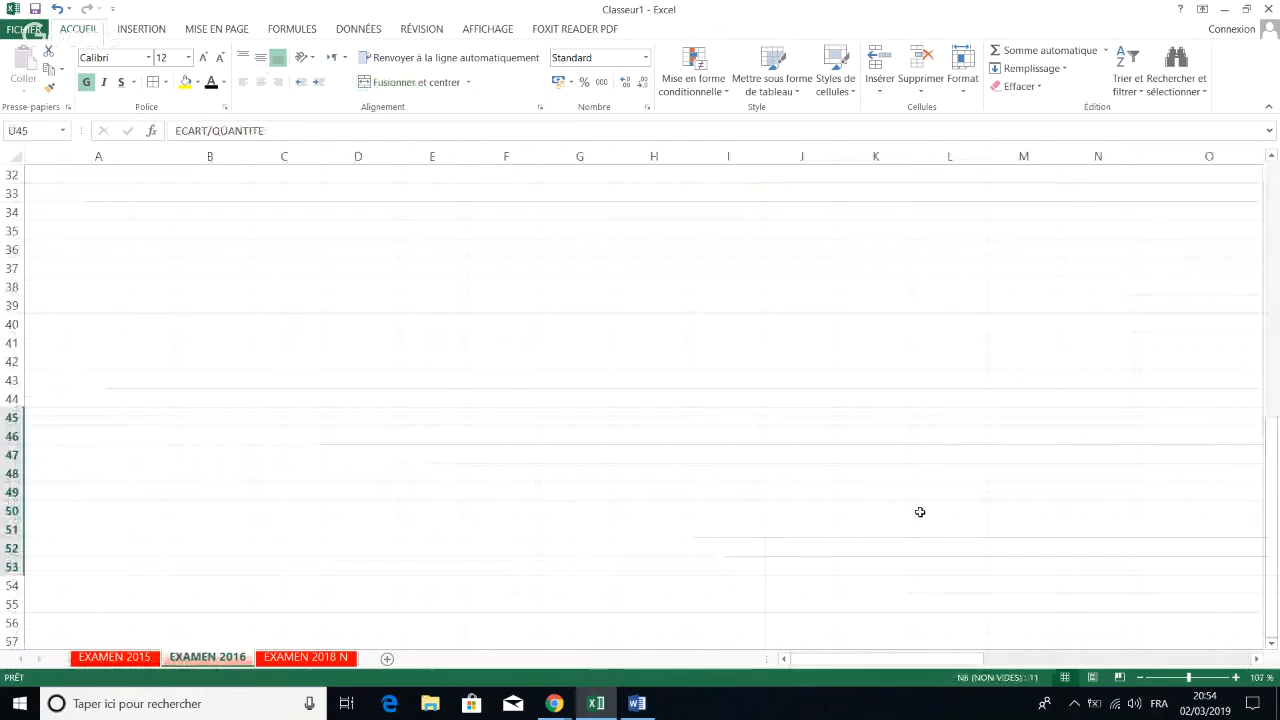 Classeur1 - Excel
FICHIER ACCUEIL INSERTION MISE EN PAGE FORMULES DONNÉES RÉVISION AFFICHAGE FOXIT READER PDF Connexion
Calibri 12 Renvoyer à la ligne automatiquement Standard Somme automatique
Coller Mise en forme Mettre sous forme Styles de Insérer Supprimer Format Remplissage Trier et Rechercher et
G I S Fusionner et centrer % 000 conditionnelle de tableau cellules Effacer filtrer sélectionner
Presse-papiers Police Alignement Nombre Style Cellules Édition
U45 fx ECART/QUANTITE
A B C D E F G H I J K L M N O
32
33
34
35
36
37
38
39
40
41
42
43
44
45
46
47
48
49
50
51
52
53
54
55
56
57
EXAMEN 2015 EXAMEN 2016 EXAMEN 2018 N
PRÊT NB (NON VIDES): 11 107 %
Taper ici pour rechercher FRA 20:54
02/03/2019